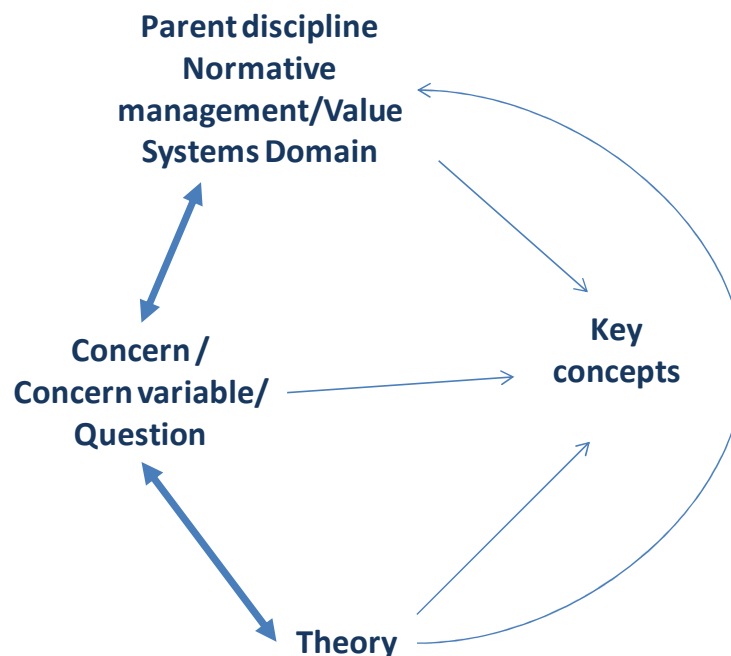 Parent discipline
Normative
management/Value
Systems Domain
Concern /
Concern variable/
Question
Key
concepts
Theory